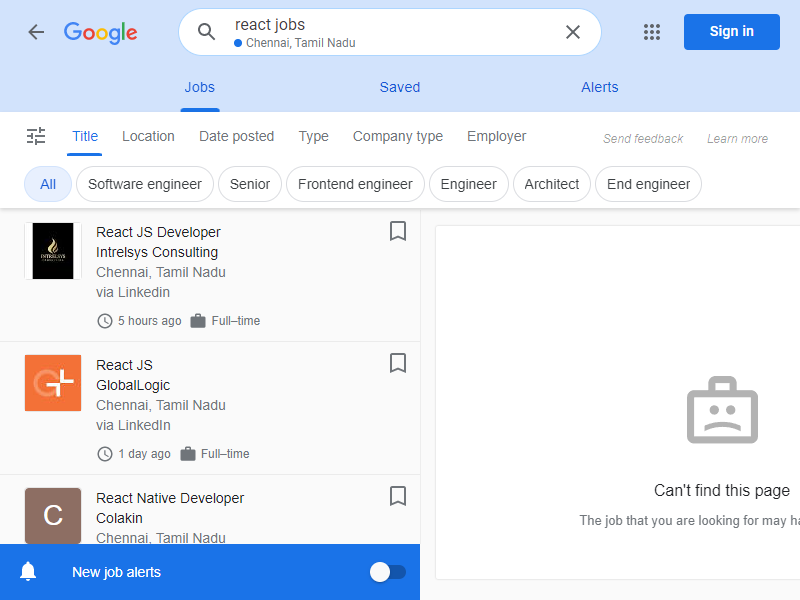 Google
react jobs
Chennai, Tamil Nadu
Sign in
Jobs Saved Alerts
Title Location Date posted Type Company type Employer Send feedback Learn more
All Software engineer Senior Frontend engineer Engineer Architect End engineer
INTRELSYS
React JS Developer
Intrelsys Consulting
Chennai, Tamil Nadu
via Linkedin
5 hours ago Full–time
React JS
GlobalLogic
Chennai, Tamil Nadu
via LinkedIn
1 day ago Full–time
C
React Native Developer
Colakin
Chennai, Tamil Nadu
New job alerts
Can't find this page
The job that you are looking for may